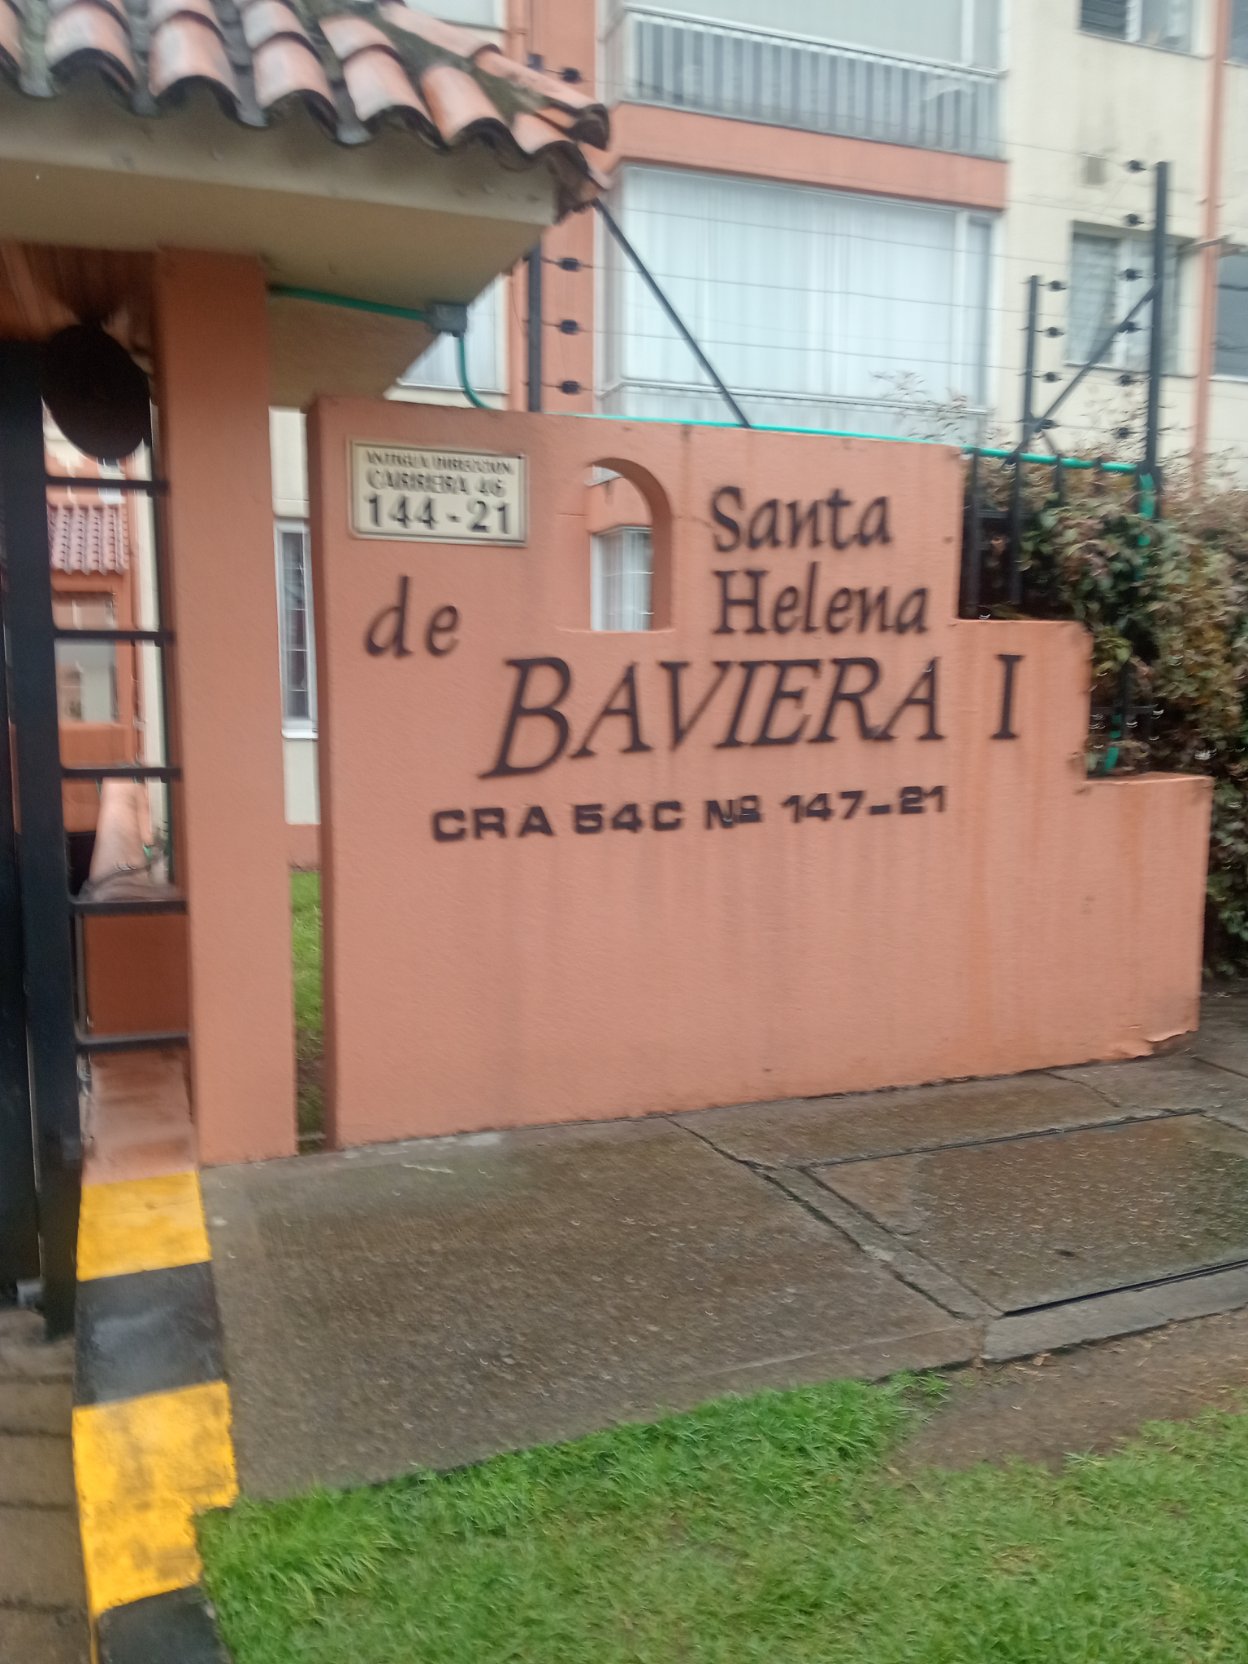 ANTIGUA DIRECCION
CARRERA 46
144-21
Santa
Helena
de
BAVIERA I
CRA 54C Nº 147-21